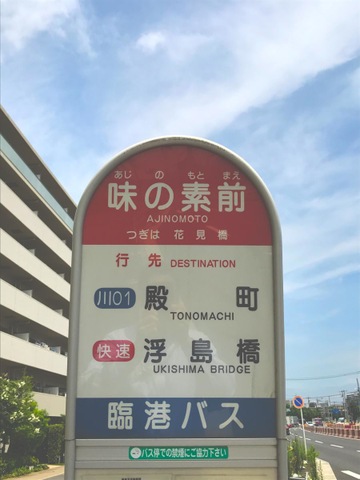 あじ の もと まえ
味の素前
AJINOMOTO
つぎは 花見橋
行先 DESTINATION
川01 殿町
TONOMACHI
快速 浮島橋
UKISHIMA BRIDGE
臨港バス
バス停での禁煙にご協力下さい